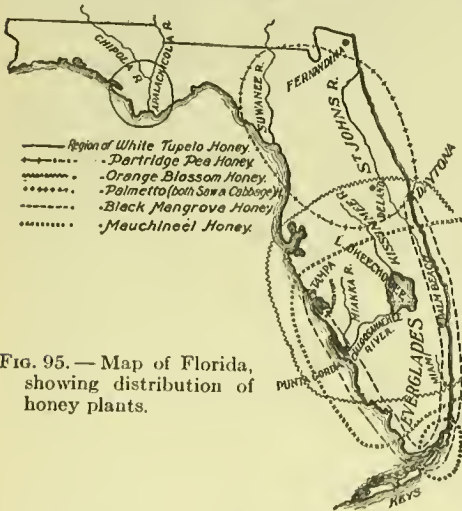 CHIPOLA R.
APALACHICOLA R.
SUWANEE R.
FERNANDINA
ST JOHNS R.
Region of White Tupelo Honey.
" Partridge Pea Honey.
" Orange Blossom Honey.
" Palmetto (both Saw & Cabbage)
" Black Mangrove Honey
" Mauchineel Honey.
DAYTONA
DELAND
KISSIMEE R.
L. OKEECHOBEE
TAMPA
MIAKKA R.
PALM BEACH
RIVER.
PUNTA GORDA
EVERGLADES
MIAMI
KEYS
FIG. 95. — Map of Florida,
showing distribution of
honey plants.